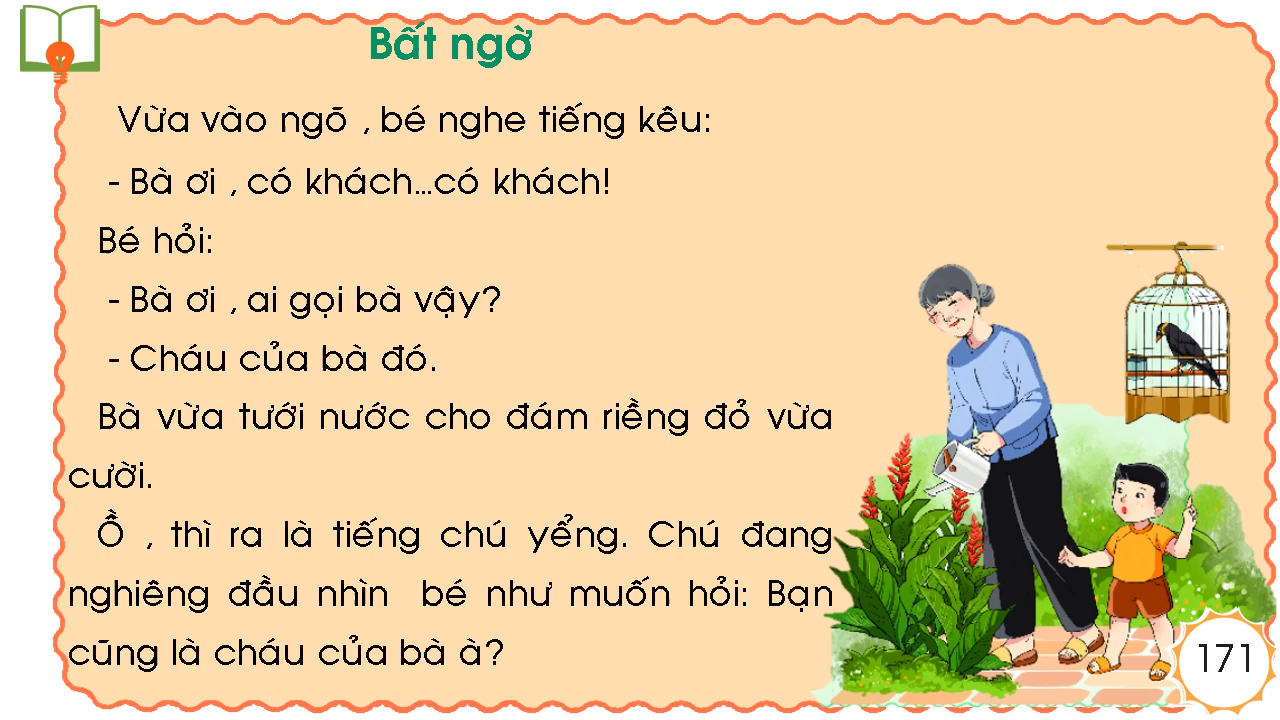 Bất ngờ
Vừa vào ngõ , bé nghe tiếng kêu:
- Bà ơi , có khách...có khách!
Bé hỏi:
- Bà ơi , ai gọi bà vậy?
- Cháu của bà đó.
Bà vừa tưới nước cho đám riềng đỏ vừa
cười.
Ồ , thì ra là tiếng chú yểng. Chú đang
nghiêng đầu nhìn bé như muốn hỏi: Bạn
cũng là cháu của bà à?
171